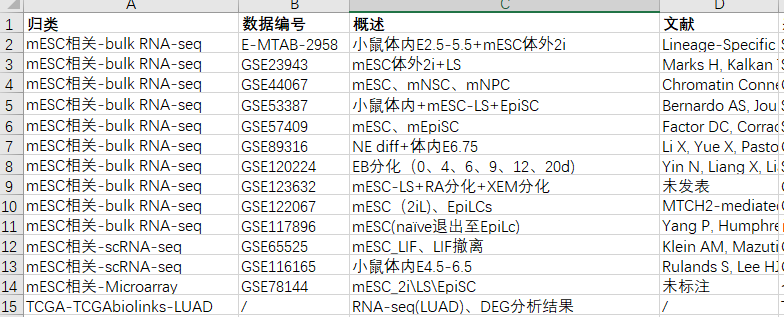 A B C D
1 归类 数据编号 概述 文献
2 mESC相关-bulk RNA-seq E-MTAB-2958 小鼠体内E2.5-5.5+mESC体外2i Lineage-Specific
3 mESC相关-bulk RNA-seq GSE23943 mESC体外2i+LS Marks H, Kalkan
4 mESC相关-bulk RNA-seq GSE44067 mESC、mNSC、mNPC Chromatin Conne
5 mESC相关-bulk RNA-seq GSE53387 小鼠体内+mESC-LS+EpiSC Bernardo AS, Jou
6 mESC相关-bulk RNA-seq GSE57409 mESC、mEpiSC Factor DC, Corra
7 mESC相关-bulk RNA-seq GSE89316 NE diff+体内E6.75 Li X, Yue X, Pasto
8 mESC相关-bulk RNA-seq GSE120224 EB分化（0、4、6、9、12、20d) Yin N, Liang X, Li
9 mESC相关-bulk RNA-seq GSE123632 mESC-LS+RA分化+XEM分化 未发表
10 mESC相关-bulk RNA-seq GSE122067 mESC（2iL)、EpiLCs MTCH2-mediate
11 mESC相关-bulk RNA-seq GSE117896 mESC(naïve退出至EpiLc) Yang P, Humphre
12 mESC相关-scRNA-seq GSE65525 mESC_LIF、LIF撤离 Klein AM, Mazuti
13 mESC相关-scRNA-seq GSE116165 小鼠体内E4.5-6.5 Rulands S, Lee H
14 mESC相关-Microarray GSE78144 mESC_2i\LS\EpiSC 未标注
15 TCGA-TCGAbiolinks-LUAD / RNA-seq(LUAD)、DEG分析结果 /